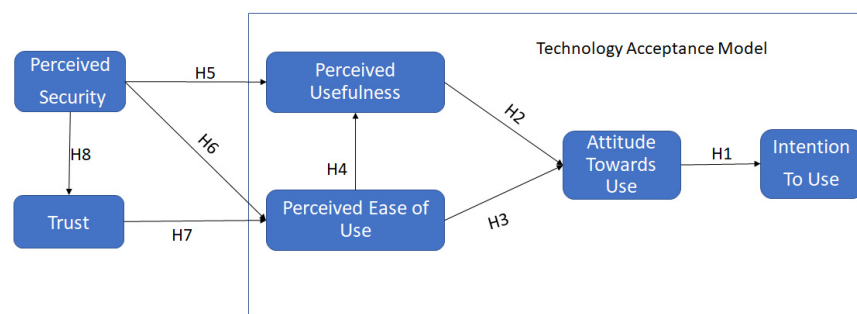 Technology Acceptance Model
Perceived
Security
H5
Perceived
Usefulness
H2
H8
H6
H4
Attitude
Towards
Use
H1
Intention
To Use
Trust
H7
Perceived Ease of
Use
H3